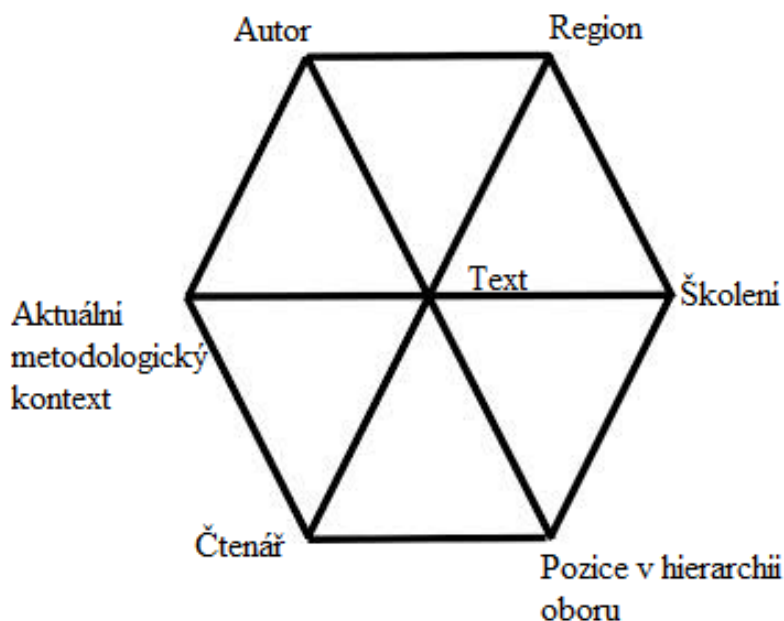 Autor
Region
Text
Školení
Aktuální
metodologický
kontext
Čtenář
Pozice v hierarchii
oboru